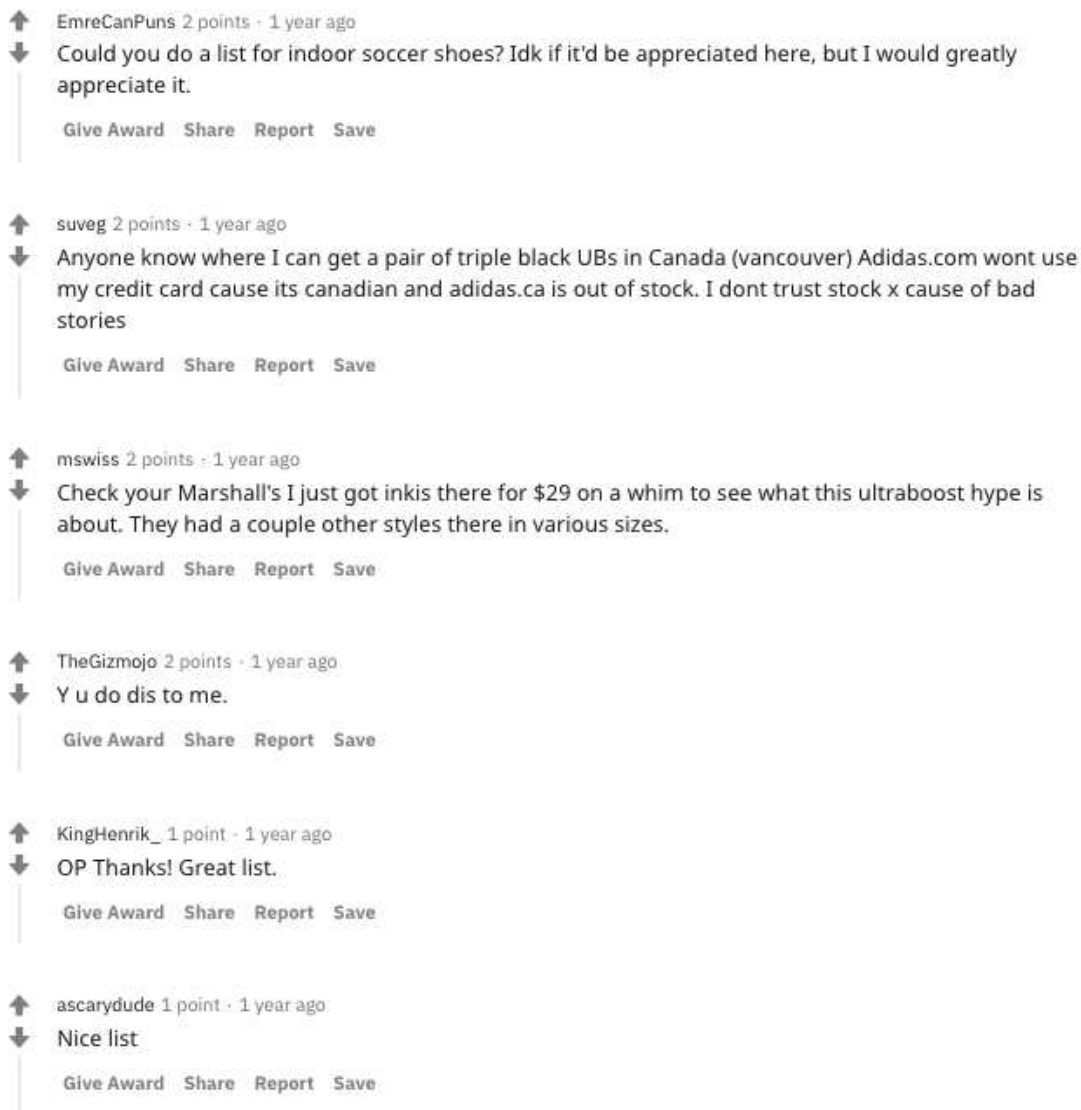 EmreCanPuns 2 points · 1 year ago
Could you do a list for indoor soccer shoes? Idk if it'd be appreciated here, but I would greatly
appreciate it.
Give Award Share Report Save
suveg 2 points · 1 year ago
Anyone know where I can get a pair of triple black UBs in Canada (vancouver) Adidas.com wont use
my credit card cause its canadian and adidas.ca is out of stock. I dont trust stock x cause of bad
stories
Give Award Share Report Save
mswiss 2 points · 1 year ago
Check your Marshall's I just got inkis there for $29 on a whim to see what this ultraboost hype is
about. They had a couple other styles there in various sizes.
Give Award Share Report Save
TheGizmojo 2 points · 1 year ago
Y u do dis to me.
Give Award Share Report Save
KingHenrik_ 1 point · 1 year ago
OP Thanks! Great list.
Give Award Share Report Save
ascarydude 1 point · 1 year ago
Nice list
Give Award Share Report Save